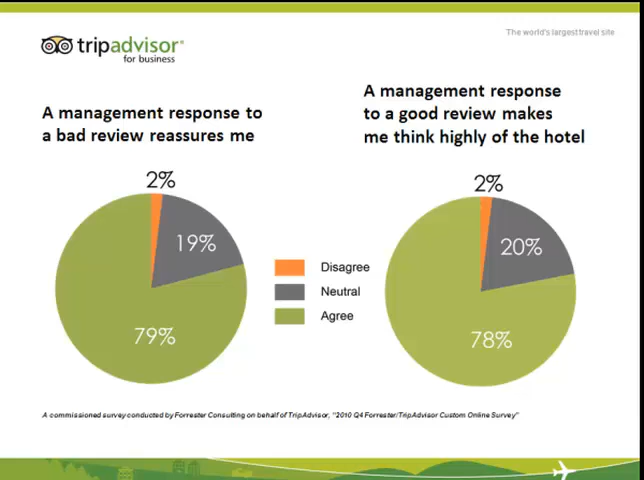 The world's largest travel site
tripadvisor®
for business
A management response to
a bad review reassures me
A management response
to a good review makes
me think highly of the hotel
2%
19%
79%
Disagree
Neutral
Agree
2%
20%
78%
A commissioned survey conducted by Forrester Consulting on behalf of TripAdvisor, "2010 Q4 Forrester/TripAdvisor Custom Online Survey"